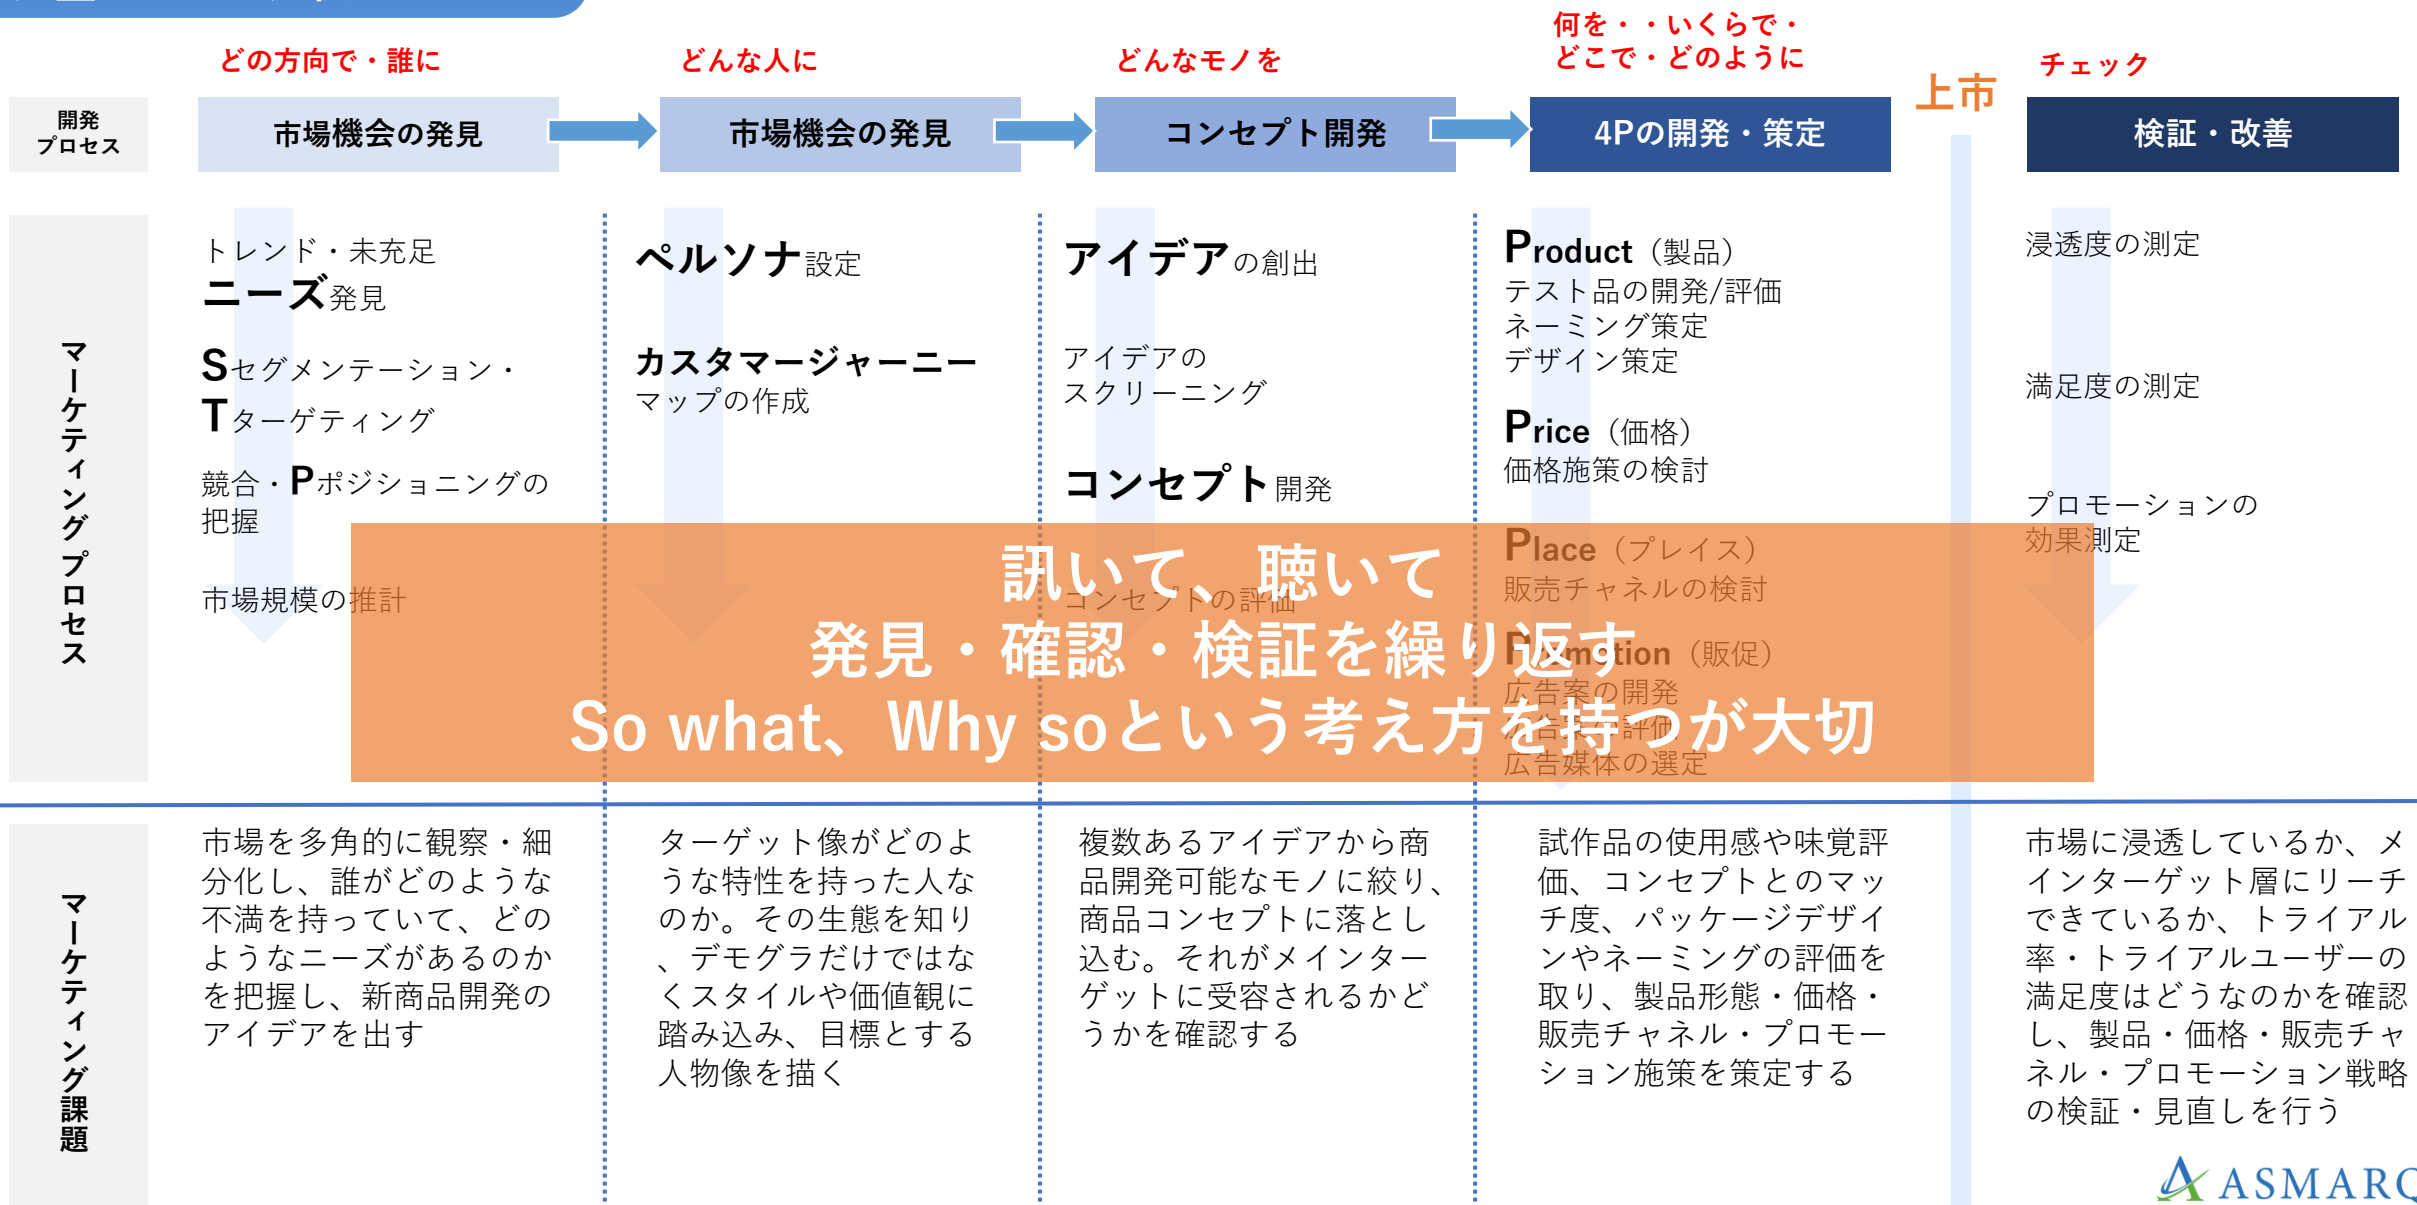 どの方向で・誰に
どんな人に
どんなモノを
何を・・いくらで・
どこで・どのように
上市
チェック
開発
プロセス
市場機会の発見
市場機会の発見
コンセプト開発
4Pの開発・策定
検証・改善
マーケティングプロセス
トレンド・未充足
ニーズ発見
Sセグメンテーション・
Tターゲティング
競合・Pポジショニングの
把握
市場規模の推計
ペルソナ設定
カスタマージャーニー
マップの作成
アイデアの創出
アイデアの
スクリーニング
コンセプト開発
コンセプトの評価
Product（製品）
テスト品の開発/評価
ネーミング策定
デザイン策定
Price（価格）
価格施策の検討
Place（プレイス）
販売チャネルの検討
Promotion（販促）
広告案の開発
広告案の評価
広告媒体の選定
浸透度の測定
満足度の測定
プロモーションの
効果測定
訊いて、聴いて
発見・確認・検証を繰り返す
So what、Why soという考え方を持つが大切
マーケティング課題
市場を多角的に観察・細
分化し、誰がどのような
不満を持っていて、どの
ようなニーズがあるのか
を把握し、新商品開発の
アイデアを出す
ターゲット像がどのよ
うな特性を持った人な
のか。その生態を知り
、デモグラだけではな
くスタイルや価値観に
踏み込み、目標とする
人物像を描く
複数あるアイデアから商
品開発可能なモノに絞り、
商品コンセプトに落とし
込む。それがメインター
ゲットに受容されるかど
うかを確認する
試作品の使用感や味覚評
価、コンセプトとのマッ
チ度、パッケージデザイ
ンやネーミングの評価を
取り、製品形態・価格・
販売チャネル・プロモー
ション施策を策定する
市場に浸透しているか、メ
インターゲット層にリーチ
できているか、トライアル
率・トライアルユーザーの
満足度はどうなのかを確認
し、製品・価格・販売チャ
ネル・プロモーション戦略
の検証・見直しを行う
ASMARQ